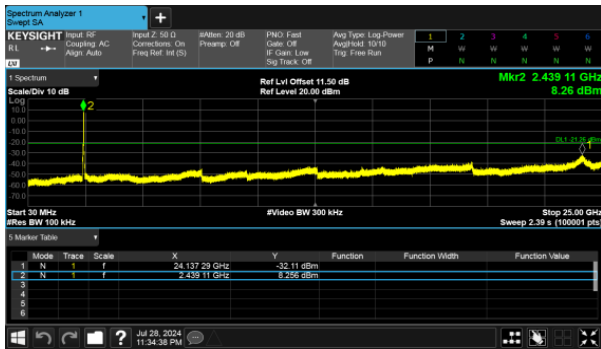 Spectrum Analyzer 1
Swept SA
+
KEYSIGHT Input: RF Input Z: 50 Ω #Atten: 20 dB PNO: Fast Avg Type: Log-Power 1 2 3 4 5 6
RL Coupling: AC Corrections: On Preamp: Off Gate: Off Avg|Hold: 10/10 M W W W W W
Align: Auto Freq Ref: Int (S) IF Gain: Low Trig: Free Run
Sig Track: Off P N N N N N
LXI
1 Spectrum Ref Lvl Offset 11.50 dB Mkr2 2.439 11 GHz
Scale/Div 10 dB Ref Level 20.00 dBm 8.26 dBm
Log
10.0 2
0.00
-10.0
-20.0 DL1 -21.35 dBm
-30.0 1
-40.0
-50.0
-60.0
-70.0
Start 30 MHz #Video BW 300 kHz Stop 25.00 GHz
#Res BW 100 kHz Sweep 2.39 s (100001 pts)
5 Marker Table
Mode Trace Scale X Y Function Function Width Function Value
1 N 1 f 24.137 29 GHz -32.11 dBm
2 N 1 f 2.439 11 GHz 8.256 dBm
3
4
5
6
? Jul 28, 2024
11:34:38 PM